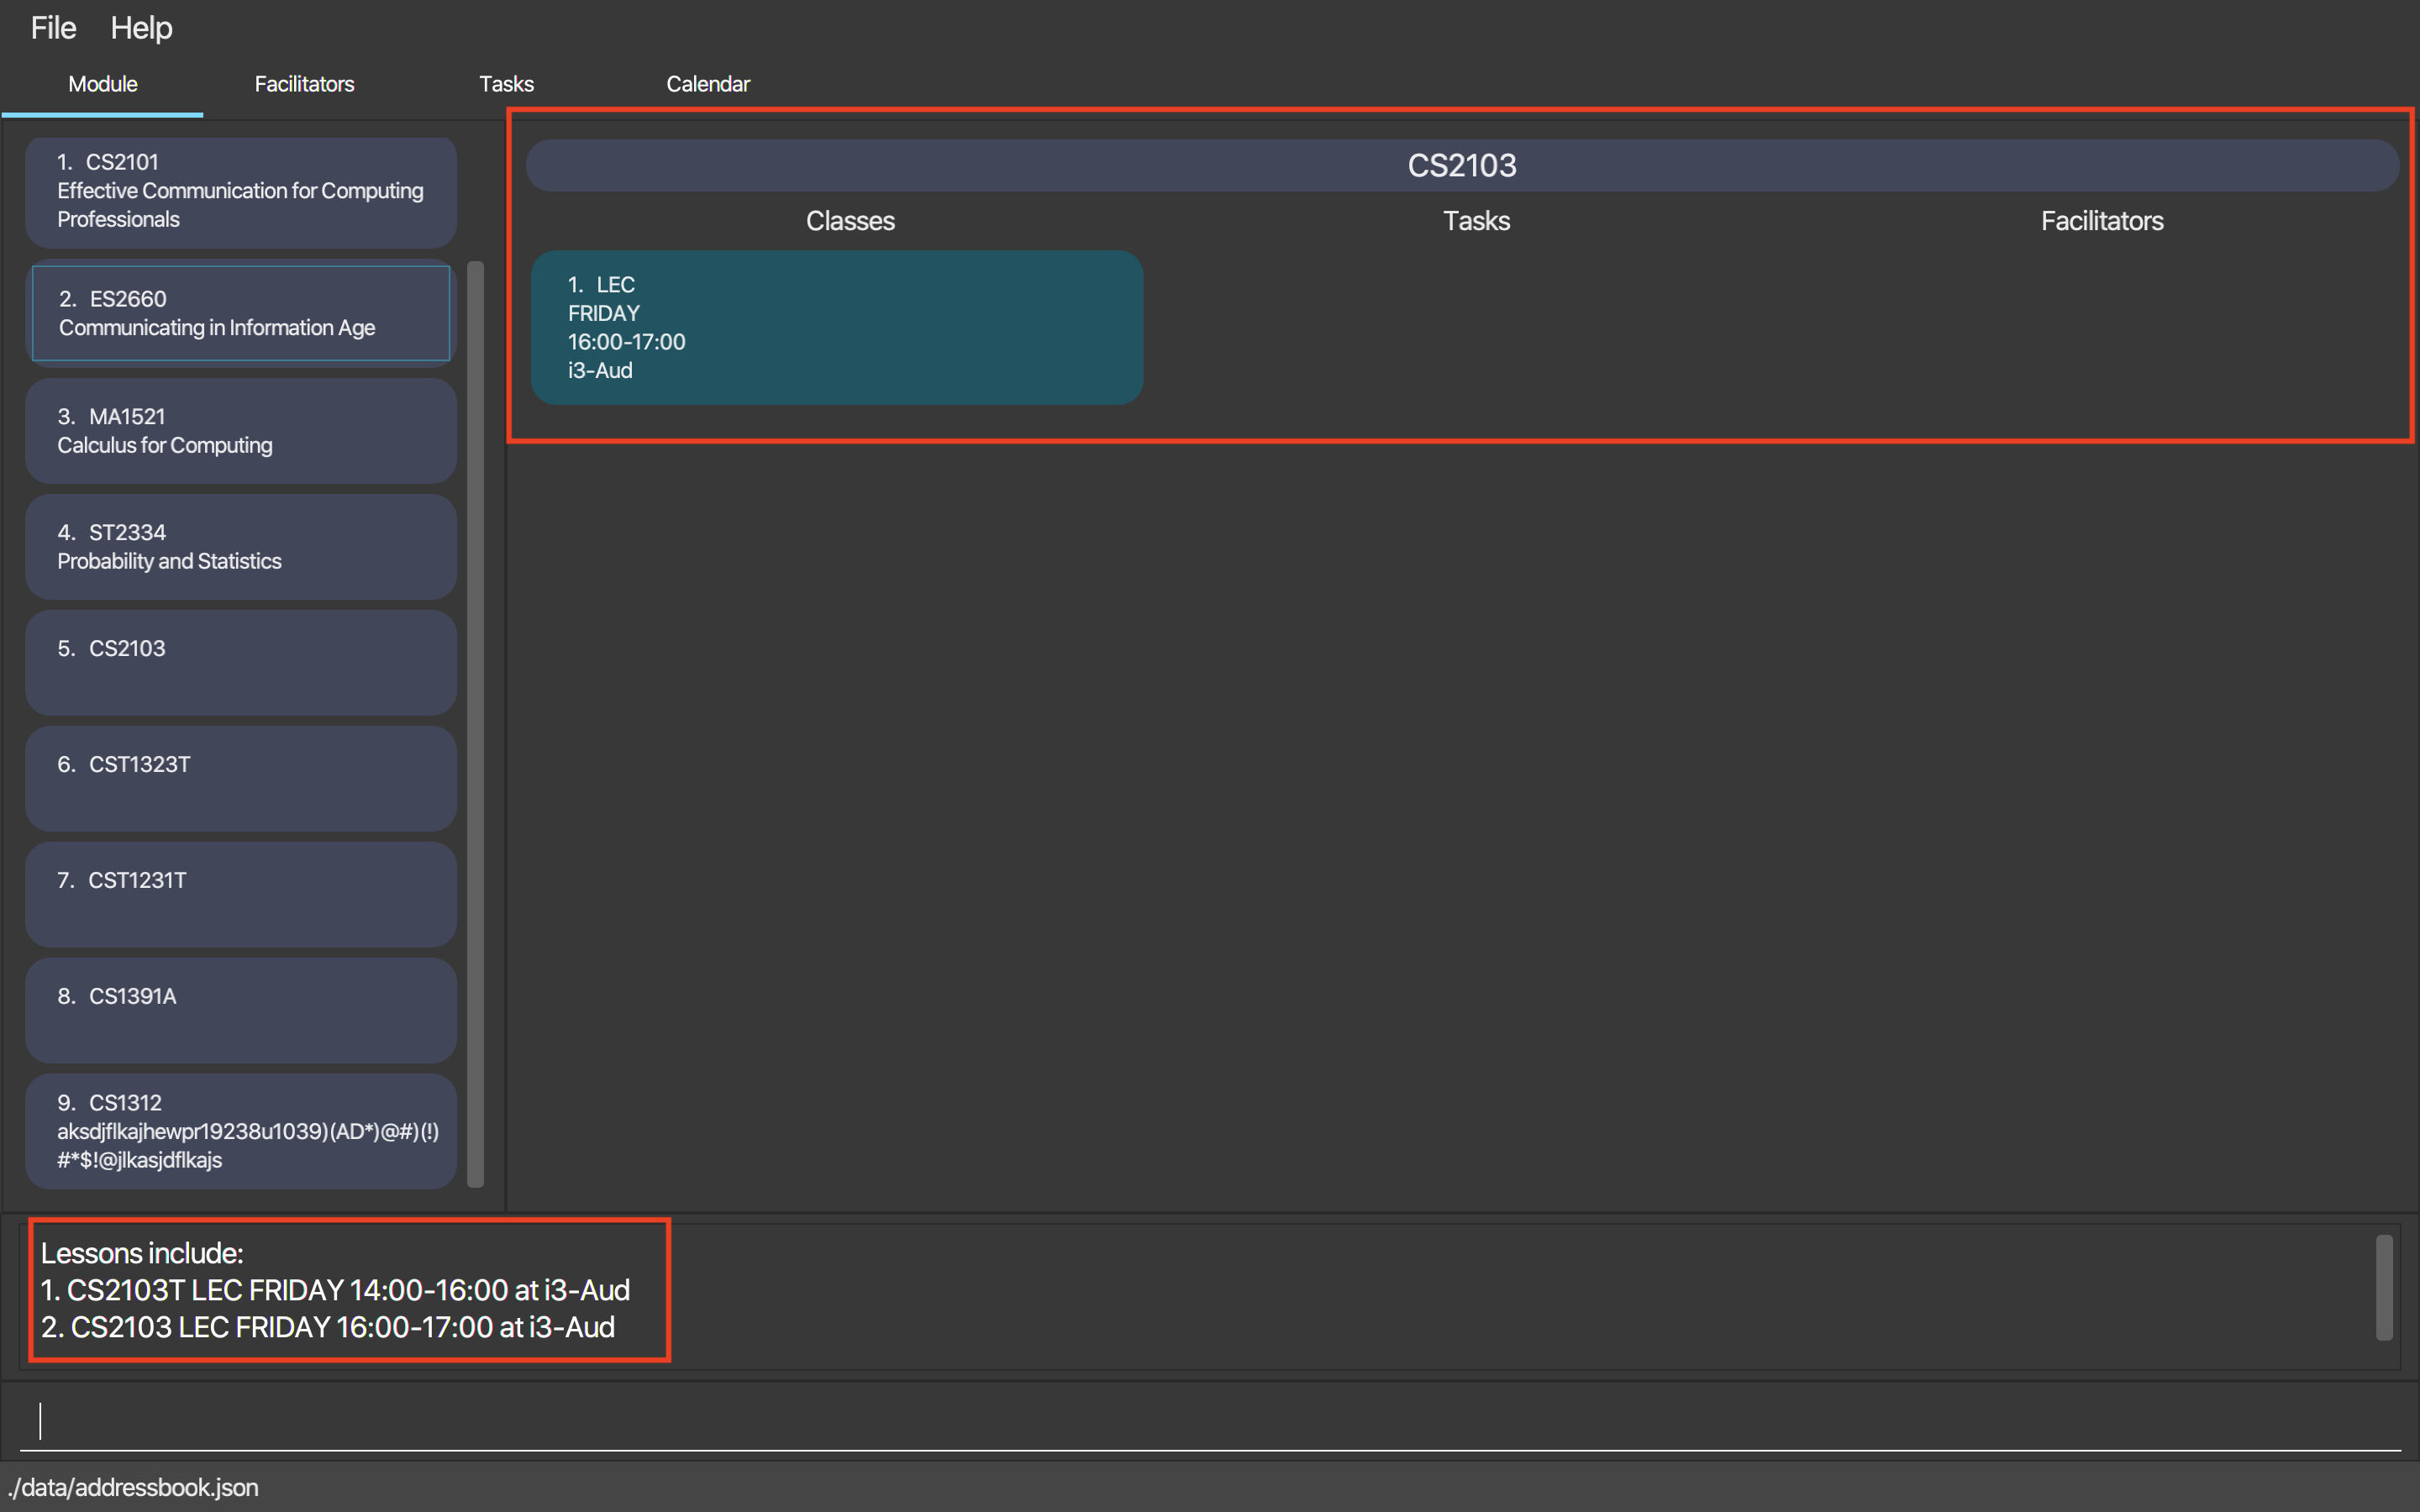 File Help
Module Facilitators Tasks Calendar
1. CS2101
Effective Communication for Computing
Professionals
2. ES2660
Communicating in Information Age
3. MA1521
Calculus for Computing
4. ST2334
Probability and Statistics
5. CS2103
6. CST1323T
7. CST1231T
8. CS1391A
9. CS1312
aksdjflkajhewpr19238u1039)(AD*)@#)(!)
#*$!@jlkasjdflkajs
CS2103
Classes Tasks Facilitators
1. LEC
FRIDAY
16:00-17:00
i3-Aud
Lessons include:
1. CS2103T LEC FRIDAY 14:00-16:00 at i3-Aud
2. CS2103 LEC FRIDAY 16:00-17:00 at i3-Aud
./data/addressbook.json